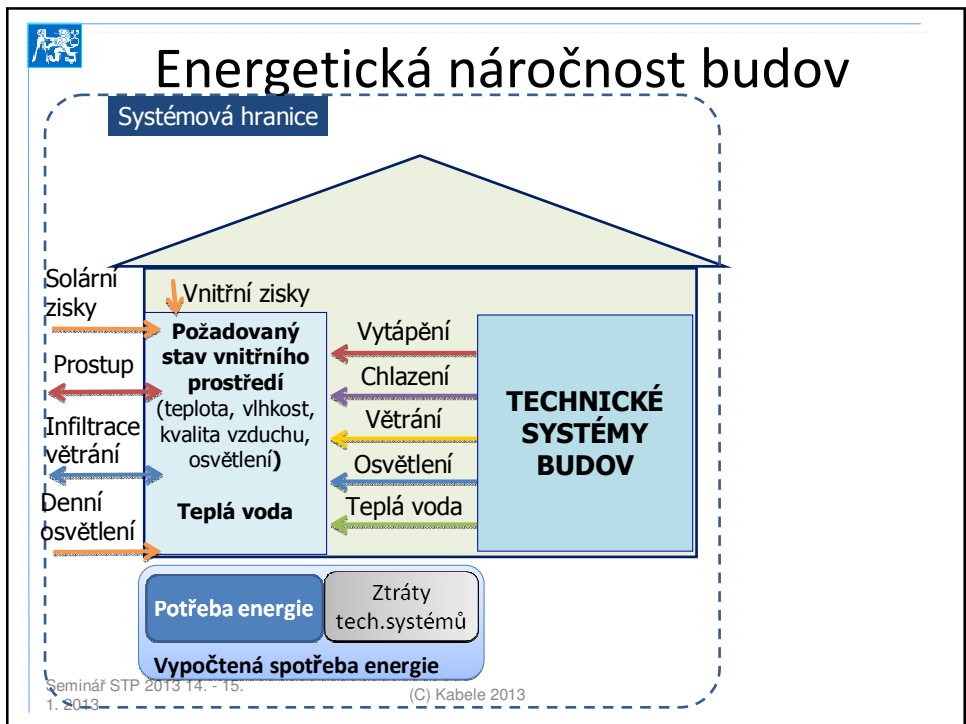 Energetická náročnost budov
Systémová hranice
Solární
zisky
Vnitřní zisky
Prostup
Infiltrace
větrání
Denní
osvětlení
Požadovaný
stav vnitřního
prostředí
(teplota, vlhkost,
kvalita vzduchu,
osvětlení)
Teplá voda
Vytápění
Chlazení
Větrání
Osvětlení
Teplá voda
TECHNICKÉ
SYSTÉMY
BUDOV
Potřeba energie
Ztráty
tech.systémů
Vypočtená spotřeba energie
Seminář STP 2013 14. - 15.
1. 2013
(C) Kabele 2013